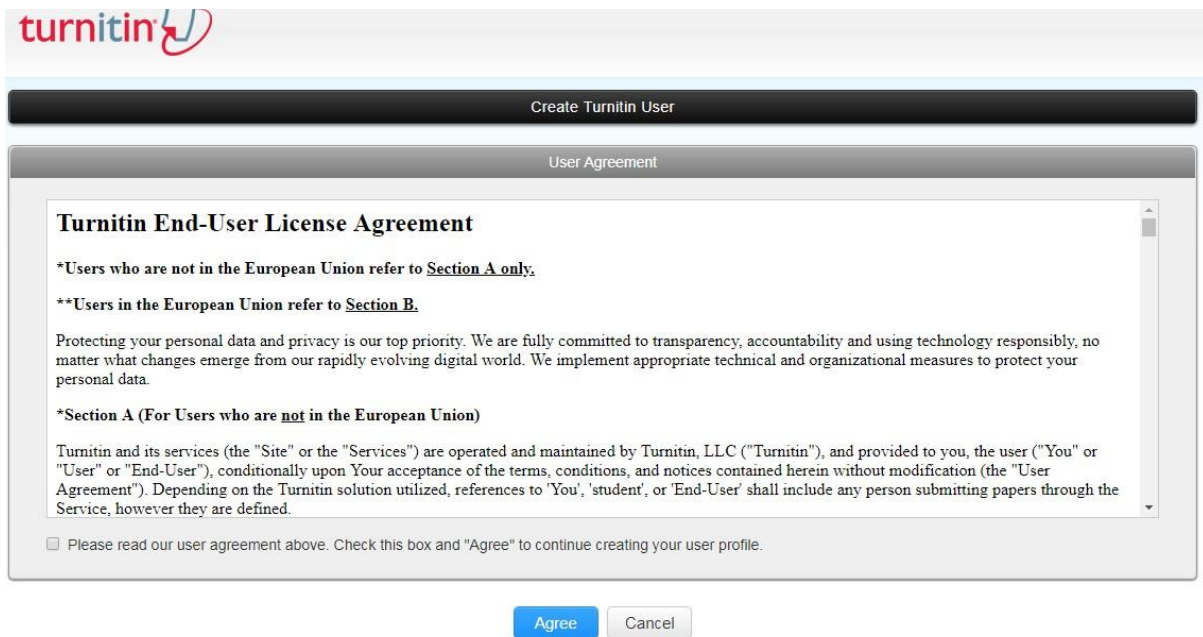 turnitin
Create Turnitin User
User Agreement
Turnitin End-User License Agreement
*Users who are not in the European Union refer to Section A only.
**Users in the European Union refer to Section B.
Protecting your personal data and privacy is our top priority. We are fully committed to transparency, accountability and using technology responsibly, no
matter what changes emerge from our rapidly evolving digital world. We implement appropriate technical and organizational measures to protect your
personal data.
*Section A (For Users who are not in the European Union)
Turnitin and its services (the "Site" or the "Services") are operated and maintained by Turnitin, LLC ("Turnitin"), and provided to you, the user ("You" or
"User" or "End-User"), conditionally upon Your acceptance of the terms, conditions, and notices contained herein without modification (the "User
Agreement"). Depending on the Turnitin solution utilized, references to 'You', 'student', or 'End-User' shall include any person submitting papers through the
Service, however they are defined.
Please read our user agreement above. Check this box and "Agree" to continue creating your user profile.
Agree Cancel